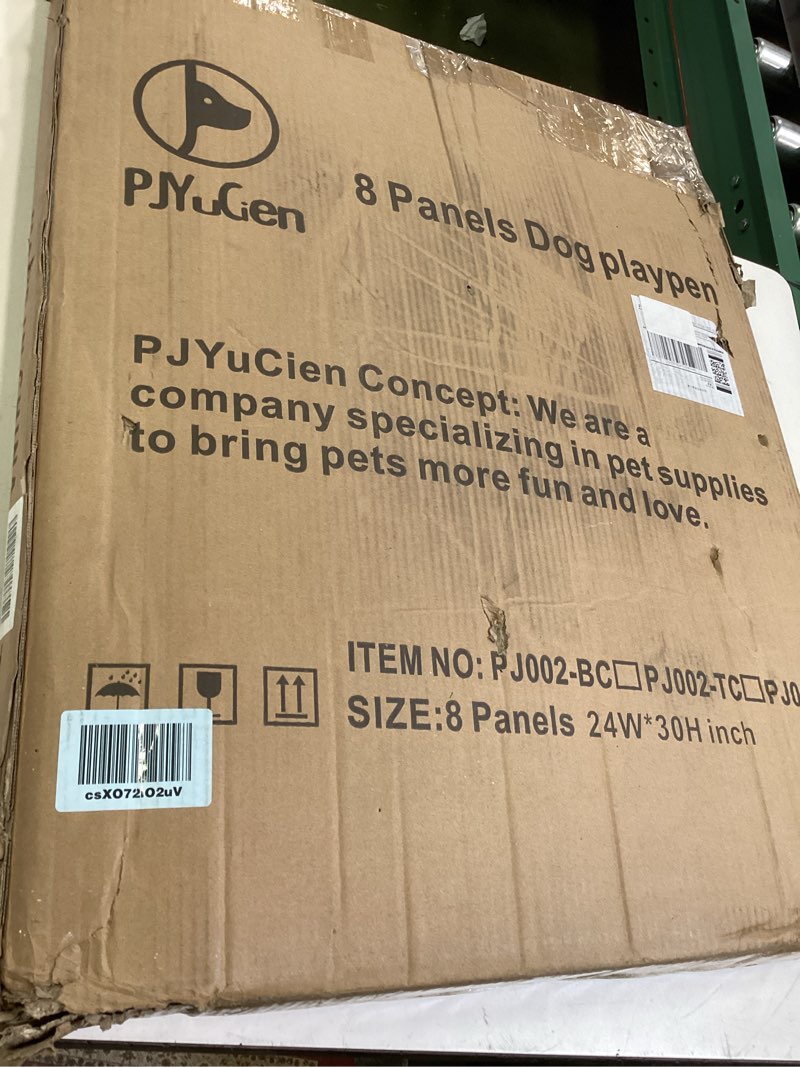 PJYuCien
8 Panels Dog playpen
PJYuCien Concept: We are a
company specializing in pet supplies
to bring pets more fun and love.
ITEM NO: PJ002-BC□ PJ002-TC□PJ0
SIZE:8 Panels 24W*30H inch